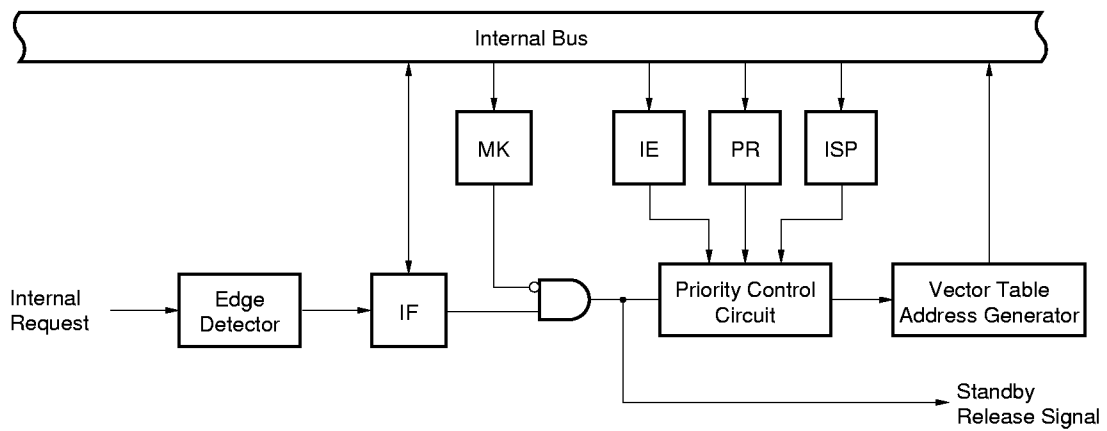 Internal Bus
MK
IE
PR
ISP
Internal
Request
Edge
Detector
IF
Priority Control
Circuit
Vector Table
Address Generator
Standby
Release Signal